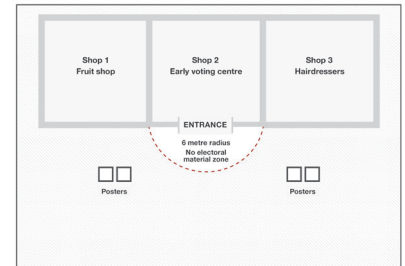 Shop 1
Fruit shop
Shop 2
Early voting centre
Shop 3
Hairdressers
ENTRANCE
6 metre radius
No electoral
material zone
Posters
Posters